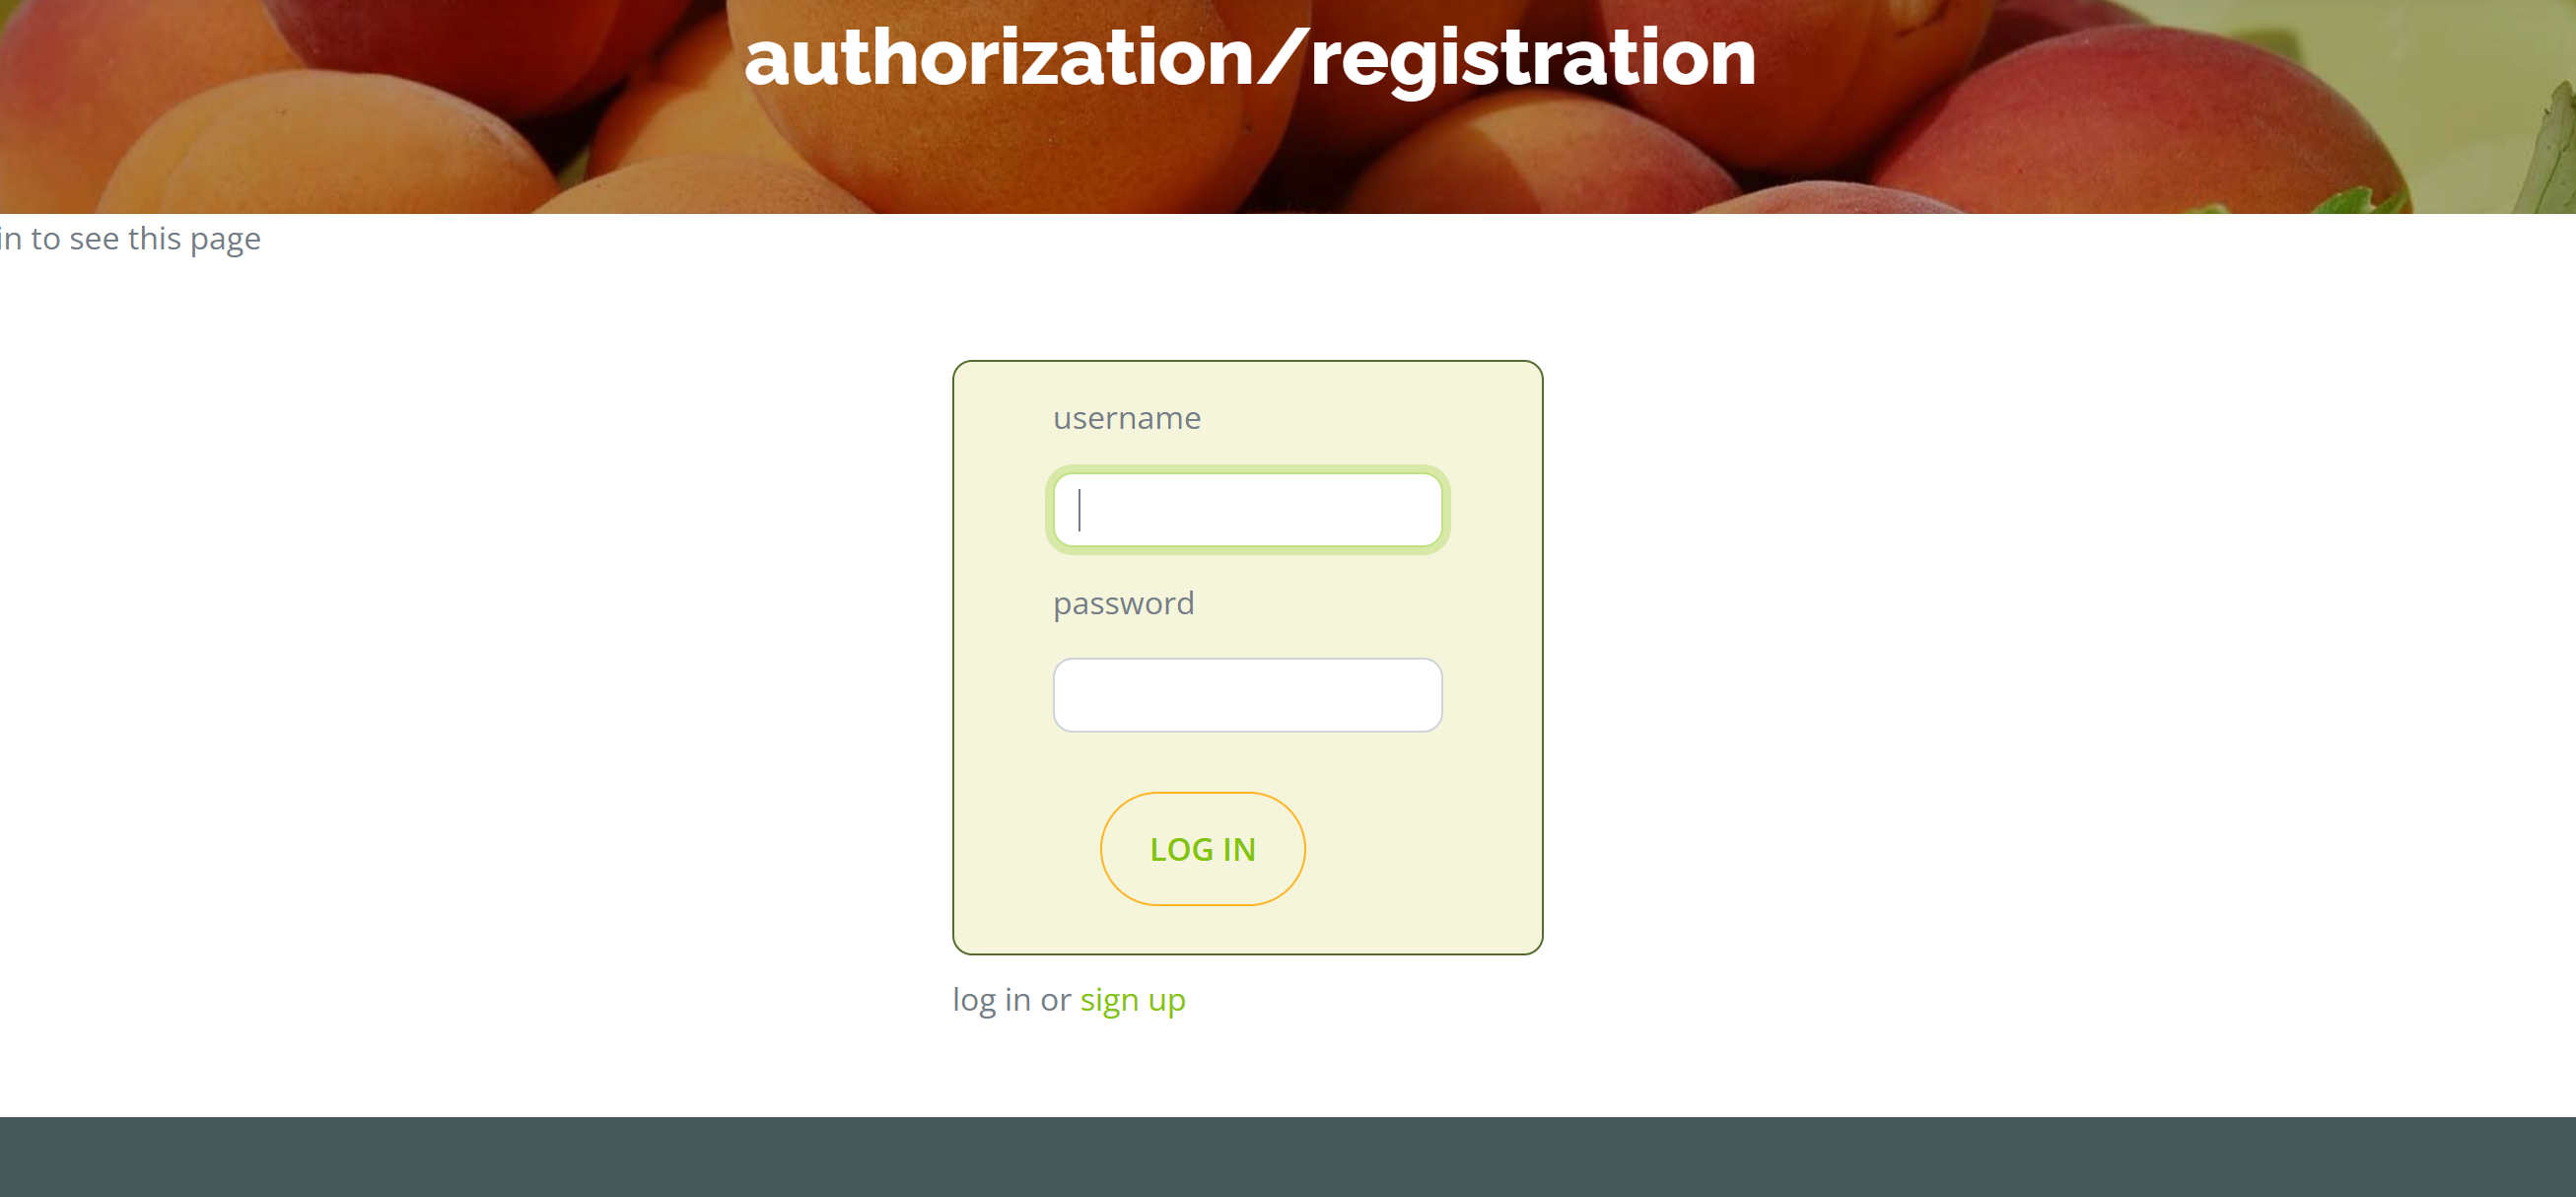 authorization/registration
in to see this page
username
password
LOG IN
log in or sign up